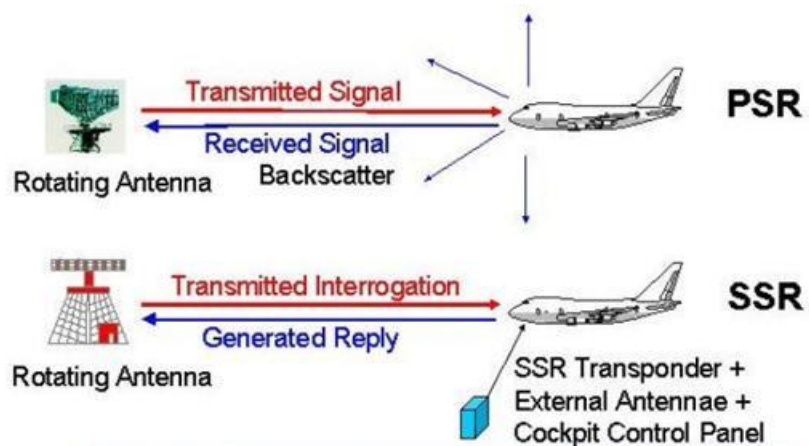 Transmitted Signal
PSR
Received Signal
Backscatter
Rotating Antenna
Transmitted Interrogation
SSR
Generated Reply
Rotating Antenna
SSR Transponder +
External Antennae +
Cockpit Control Panel